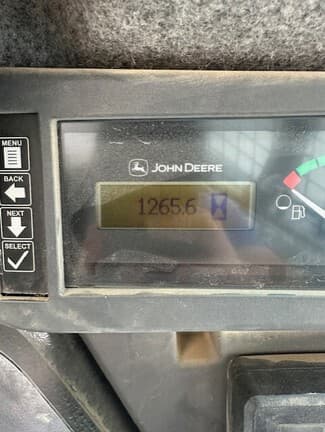 MENU
BACK
NEXT
SELECT
JOHN DEERE
1265.6